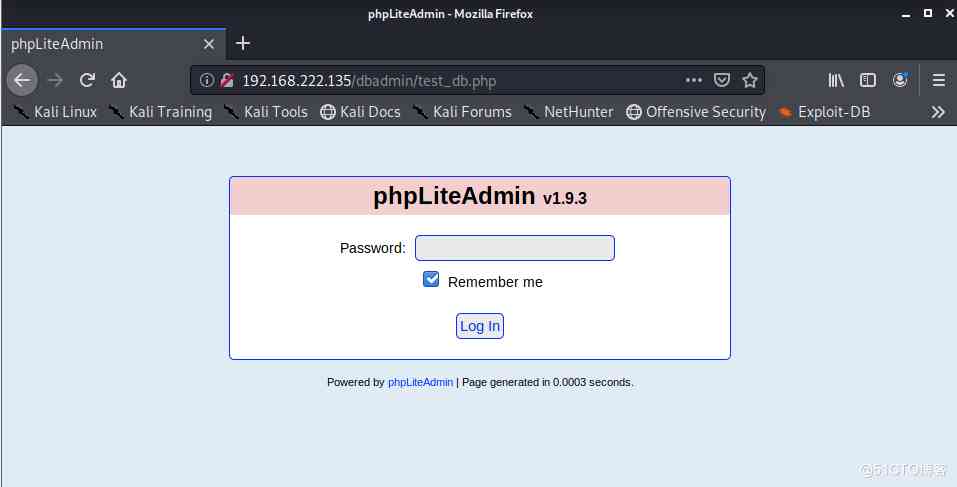 phpLiteAdmin - Mozilla Firefox
phpLiteAdmin
192.168.222.135/dbadmin/test_db.php
Kali Linux Kali Training Kali Tools Kali Docs Kali Forums NetHunter Offensive Security Exploit-DB
phpLiteAdmin v1.9.3
Password:
Remember me
Log In
Powered by phpLiteAdmin | Page generated in 0.0003 seconds.
@51CTO博客